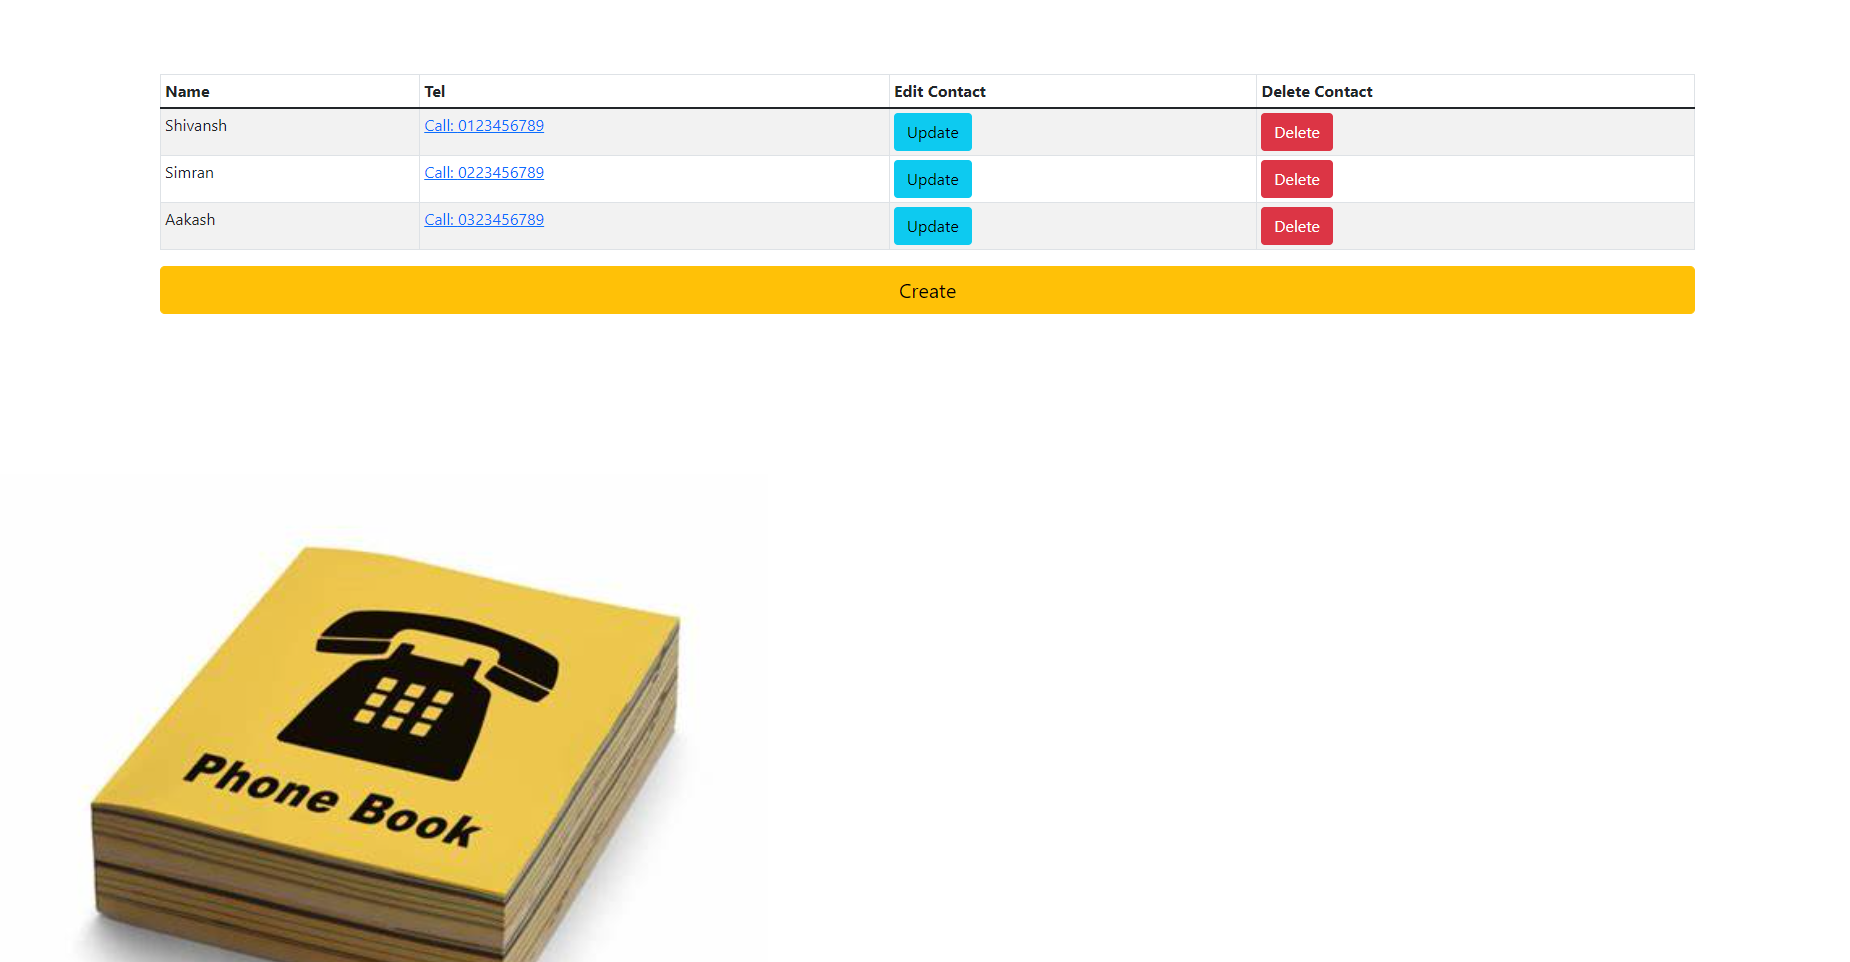 Name Tel Edit Contact Delete Contact
Shivansh Call: 0123456789 Update Delete
Simran Call: 0223456789 Update Delete
Aakash Call: 0323456789 Update Delete
Create
Phone Book